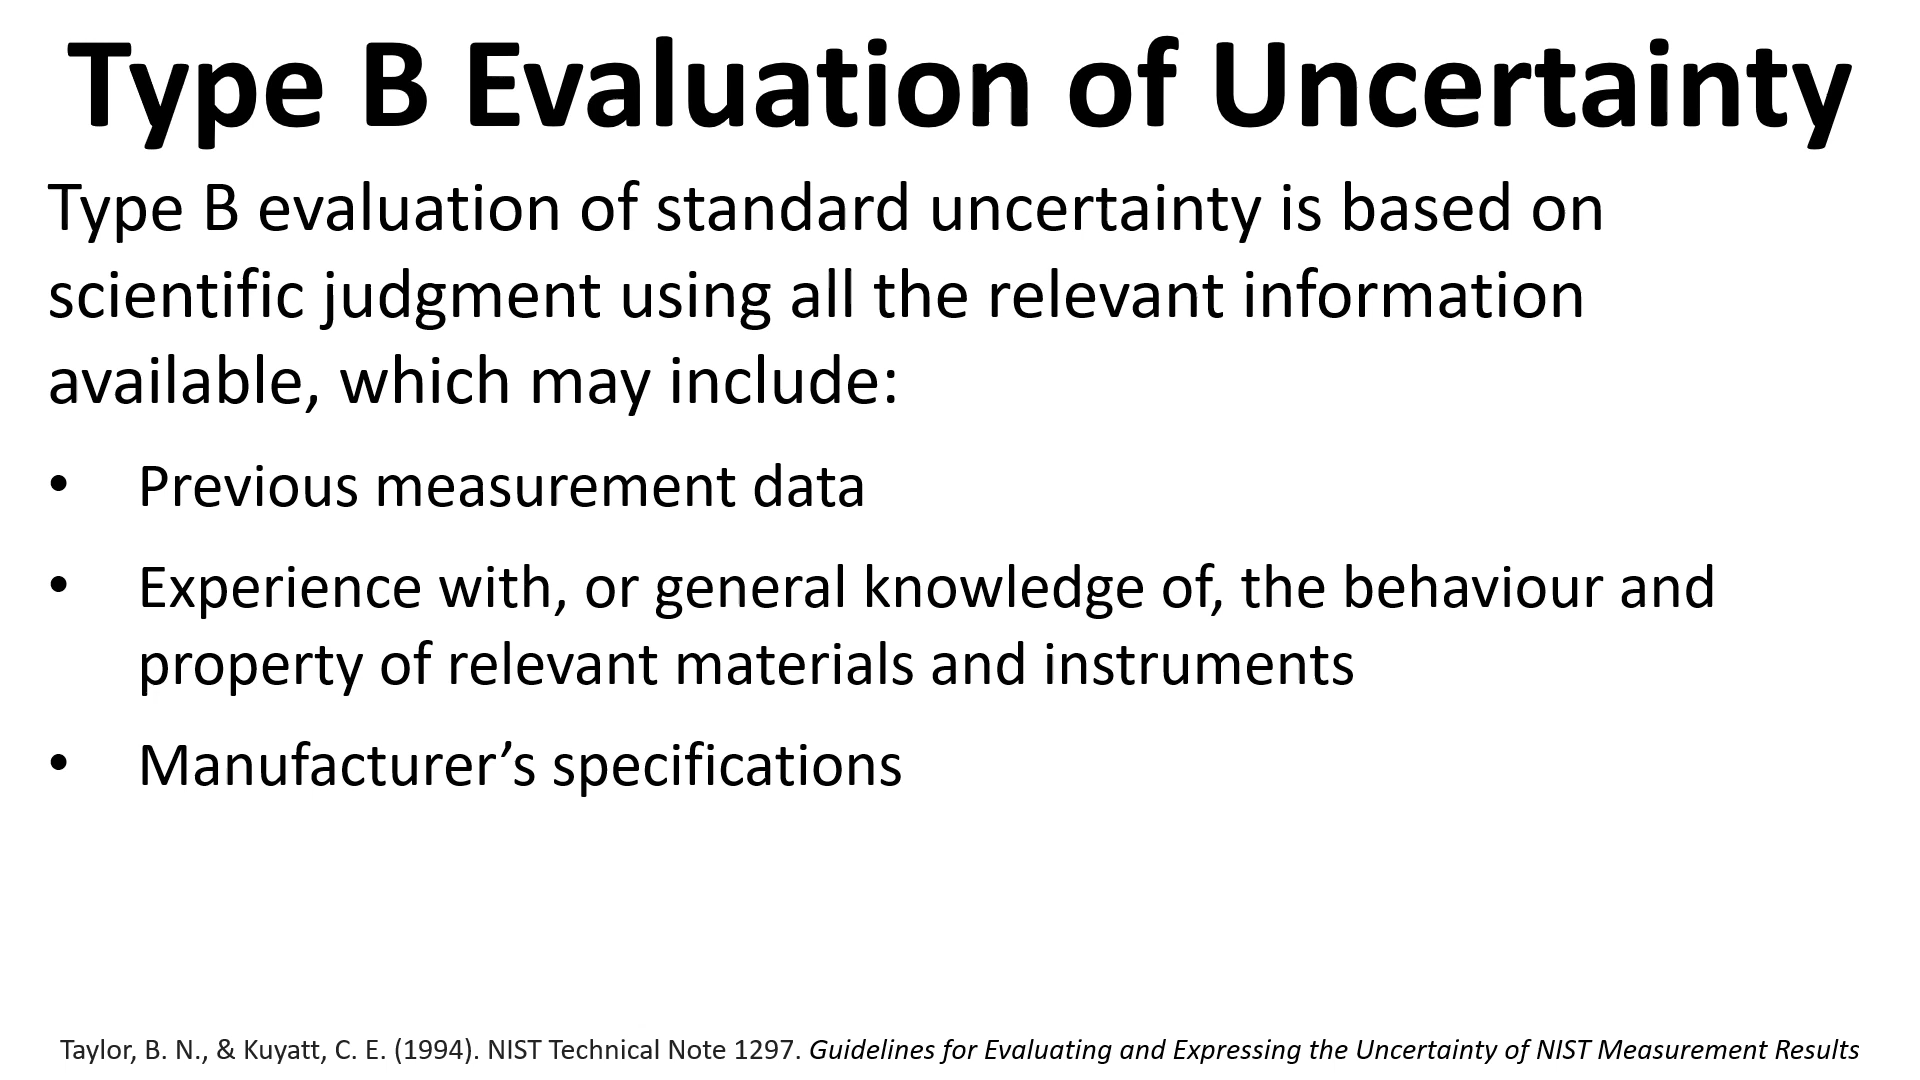 Type B Evaluation of Uncertainty
Type B evaluation of standard uncertainty is based on
scientific judgment using all the relevant information
available, which may include:
• Previous measurement data
• Experience with, or general knowledge of, the behaviour and
property of relevant materials and instruments
• Manufacturer’s specifications
Taylor, B. N., & Kuyatt, C. E. (1994). NIST Technical Note 1297. Guidelines for Evaluating and Expressing the Uncertainty of NIST Measurement Results